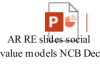 P
AR RE slides social
value models NCB Dec